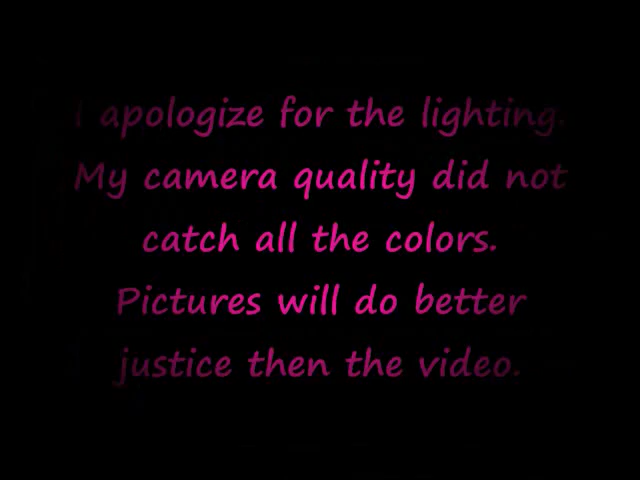 I apologize for the lighting.
My camera quality did not
catch all the colors.
Pictures will do better
justice then the video.